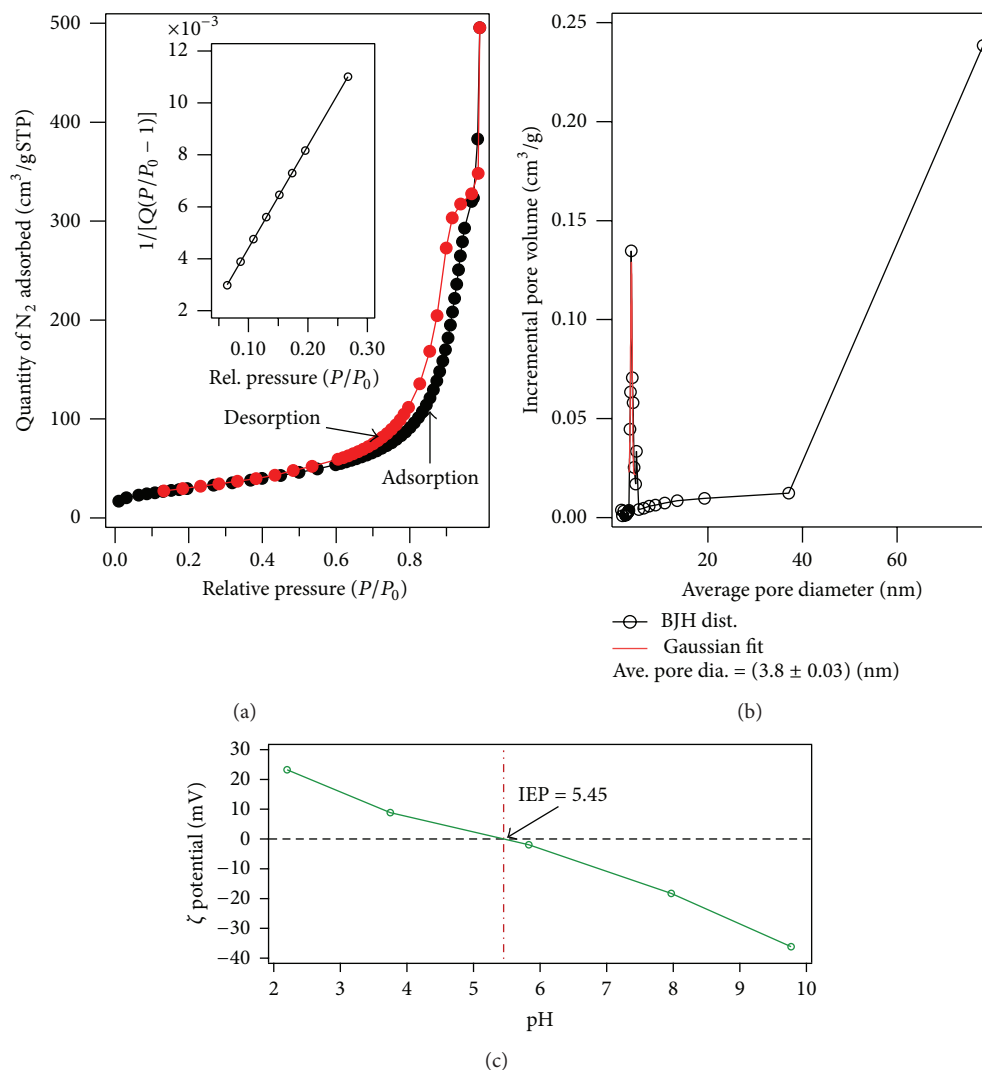 500
400
300
200
100
0
Quantity of N₂ adsorbed (cm³/gSTP)
0.0 0.2 0.4 0.6 0.8
Relative pressure (P/P₀)
×10⁻³
12
10
8
6
4
2
1/[Q(P/P₀ − 1)]
0.10 0.20 0.30
Rel. pressure (P/P₀)
Desorption
Adsorption
(a)
0.25
0.20
0.15
0.10
0.05
0.00
Incremental pore volume (cm³/g)
20 40 60
Average pore diameter (nm)
BJH dist.
Gaussian fit
Ave. pore dia. = (3.8 ± 0.03) (nm)
(b)
30
20
10
0
−10
−20
−30
−40
ζ potential (mV)
IEP = 5.45
2 3 4 5 6 7 8 9 10
pH
(c)